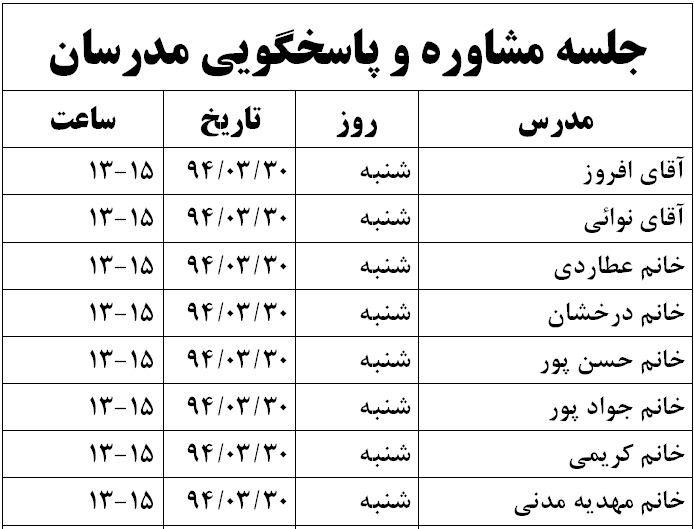 جلسه مشاوره و پاسخگویی مدرسان
مدرس روز تاریخ ساعت
آقای افروز شنبه ۹۴/۰۳/۳۰ ۱۳-۱۵
آقای نوائی شنبه ۹۴/۰۳/۳۰ ۱۳-۱۵
خانم عطاردی شنبه ۹۴/۰۳/۳۰ ۱۳-۱۵
خانم درخشان شنبه ۹۴/۰۳/۳۰ ۱۳-۱۵
خانم حسن پور شنبه ۹۴/۰۳/۳۰ ۱۳-۱۵
خانم جواد پور شنبه ۹۴/۰۳/۳۰ ۱۳-۱۵
خانم کریمی شنبه ۹۴/۰۳/۳۰ ۱۳-۱۵
خانم مهدیه مدنی شنبه ۹۴/۰۳/۳۰ ۱۳-۱۵